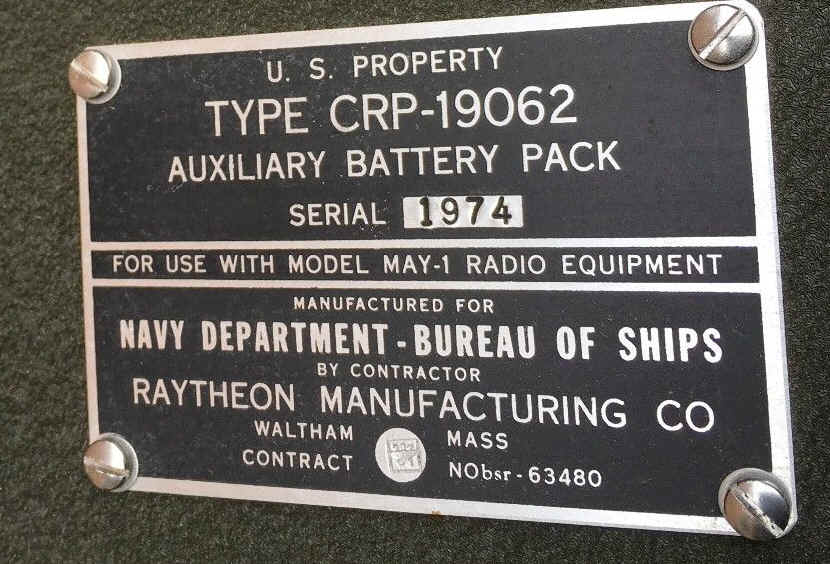 U. S. PROPERTY
TYPE CRP-19062
AUXILIARY BATTERY PACK
SERIAL 1974
FOR USE WITH MODEL MAY-1 RADIO EQUIPMENT
MANUFACTURED FOR
NAVY DEPARTMENT - BUREAU OF SHIPS
BY CONTRACTOR
RAYTHEON MANUFACTURING CO
WALTHAM MASS
CONTRACT NObsr - 63480